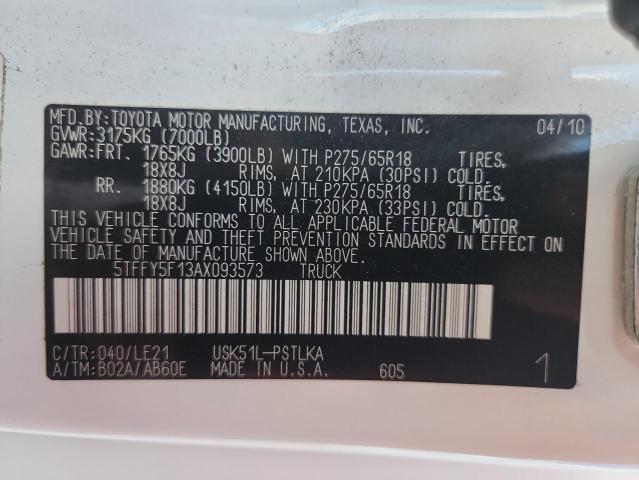 MFD.BY:TOYOTA MOTOR MANUFACTURING, TEXAS, INC. 04/10
GVWR:3175KG (7000LB)
GAWR:FRT. 1765KG (3900LB) WITH P275/65R18 TIRES,
18X8J RIMS, AT 210KPA (30PSI) COLD.
RR. 1880KG (4150LB) WITH P275/65R18 TIRES,
18X8J RIMS, AT 230KPA (33PSI) COLD.
THIS VEHICLE CONFORMS TO ALL APPLICABLE FEDERAL MOTOR
VEHICLE SAFETY AND THEFT PREVENTION STANDARDS IN EFFECT ON
THE DATE OF MANUFACTURE SHOWN ABOVE.
5TFFY5F13AX093573 TRUCK
C/TR:040/LE21 USK51L-PSTLKA
A/TM:B02A/AB60E MADE IN U.S.A. 605 1